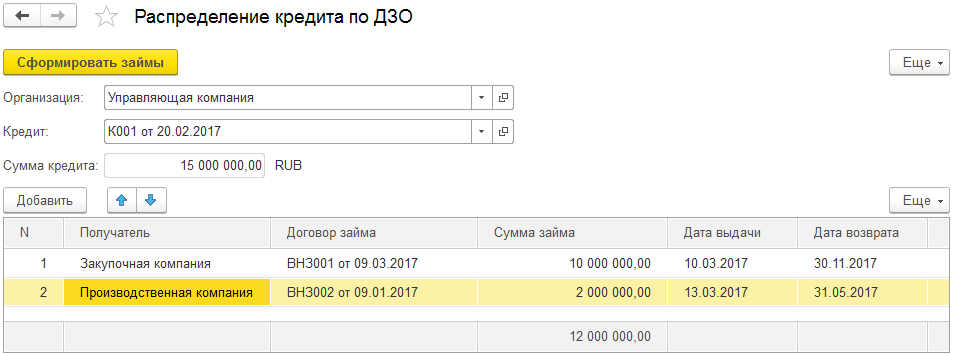 Распределение кредита по ДЗО
Сформировать займы Еще
Организация: Управляющая компания
Кредит: К001 от 20.02.2017
Сумма кредита: 15 000 000,00 RUB
Добавить Еще
N Получатель Договор займа Сумма займа Дата выдачи Дата возврата
1 Закупочная компания ВНЗ001 от 09.03.2017 10 000 000,00 10.03.2017 30.11.2017
2 Производственная компания ВНЗ002 от 09.01.2017 2 000 000,00 13.03.2017 31.05.2017
12 000 000,00